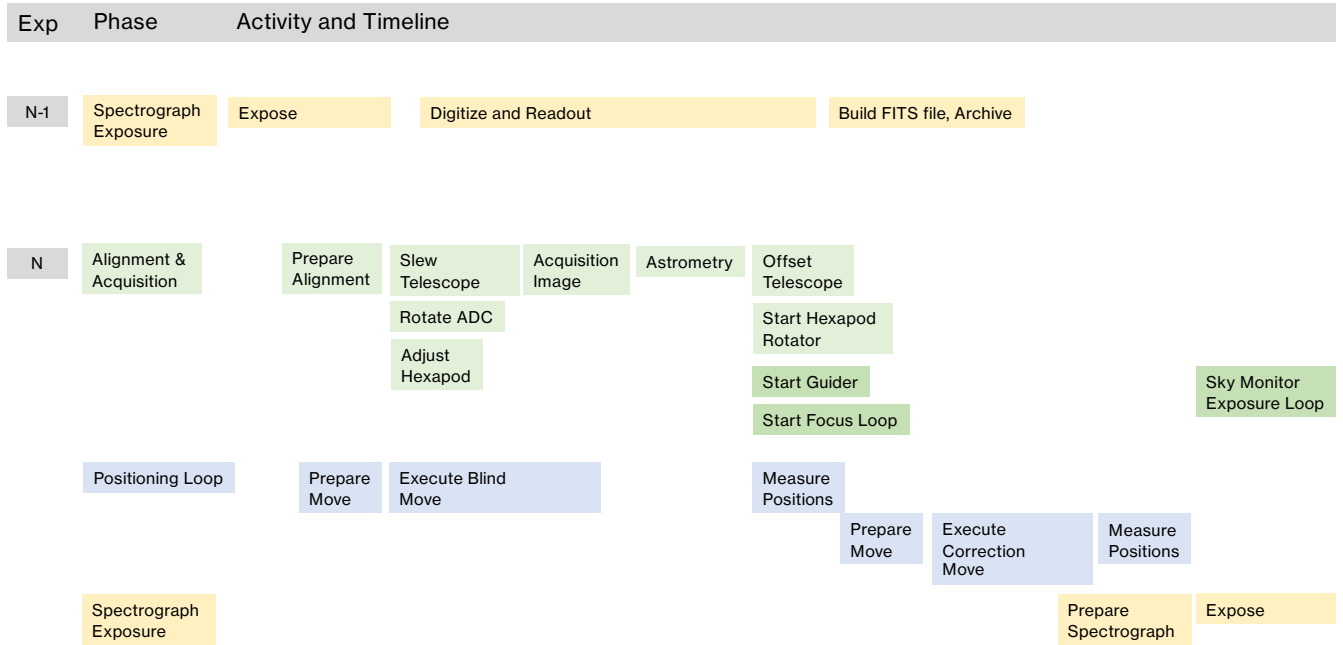 Exp Phase Activity and Timeline
N-1
Spectrograph
Exposure
Expose
Digitize and Readout
Build FITS file, Archive
N
Alignment &
Acquisition
Prepare
Alignment
Slew
Telescope
Acquisition
Image
Astrometry
Offset
Telescope
Rotate ADC
Start Hexapod
Rotator
Adjust
Hexapod
Start Guider
Sky Monitor
Exposure Loop
Start Focus Loop
Positioning Loop
Prepare
Move
Execute Blind
Move
Measure
Positions
Prepare
Move
Execute
Correction
Move
Measure
Positions
Spectrograph
Exposure
Prepare
Spectrograph
Expose